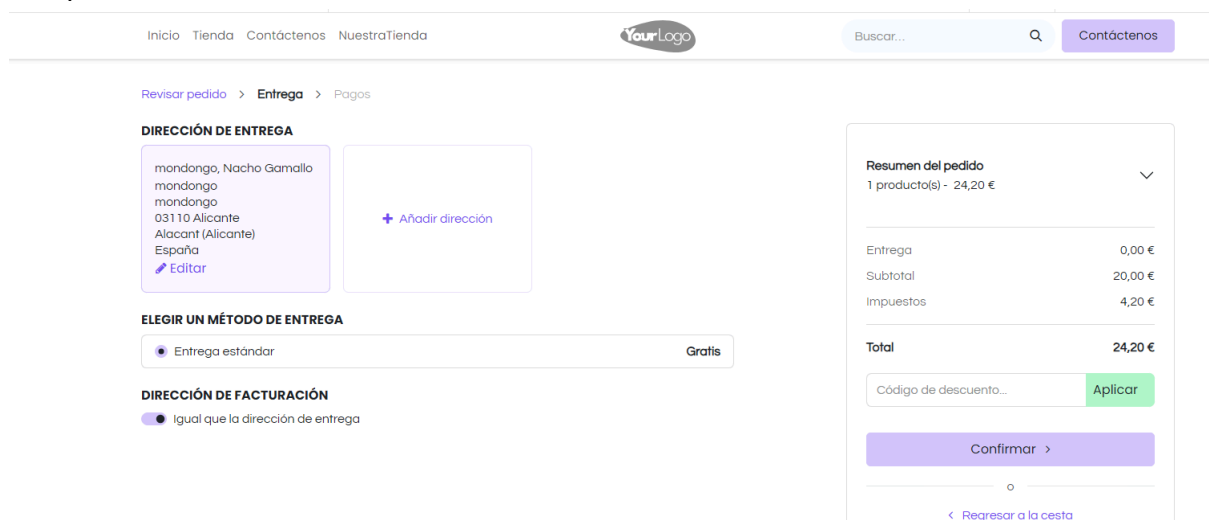 Inicio Tienda Contáctenos NuestraTienda
YourLogo
Buscar...
Contáctenos
Revisar pedido > Entrega > Pagos
DIRECCIÓN DE ENTREGA
mondongo, Nacho Gamallo
mondongo
mondongo
03110 Alicante
Alacant (Alicante)
España
Editar
+ Añadir dirección
ELEGIR UN MÉTODO DE ENTREGA
Entrega estándar Gratis
DIRECCIÓN DE FACTURACIÓN
Igual que la dirección de entrega
Resumen del pedido
1 producto(s) - 24,20 €
Entrega 0,00 €
Subtotal 20,00 €
Impuestos 4,20 €
Total 24,20 €
Código de descuento... Aplicar
Confirmar >
o
< Regresar a la cesta